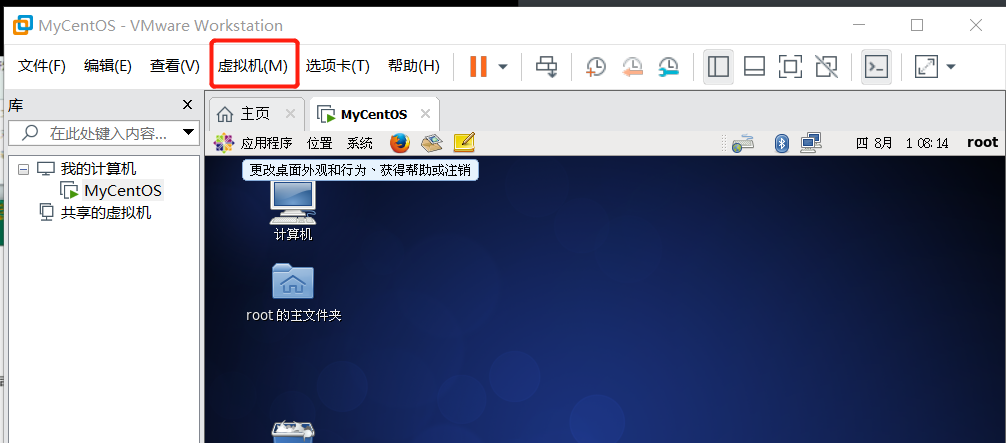 MyCentOS - VMware Workstation
文件(F) 编辑(E) 查看(V) 虚拟机(M) 选项卡(T) 帮助(H)
库
在此处键入内容...
我的计算机
MyCentOS
共享的虚拟机
主页 MyCentOS
应用程序 位置 系统 四 8月 1 08:14 root
更改桌面外观和行为、获得帮助或注销
计算机
root 的主文件夹